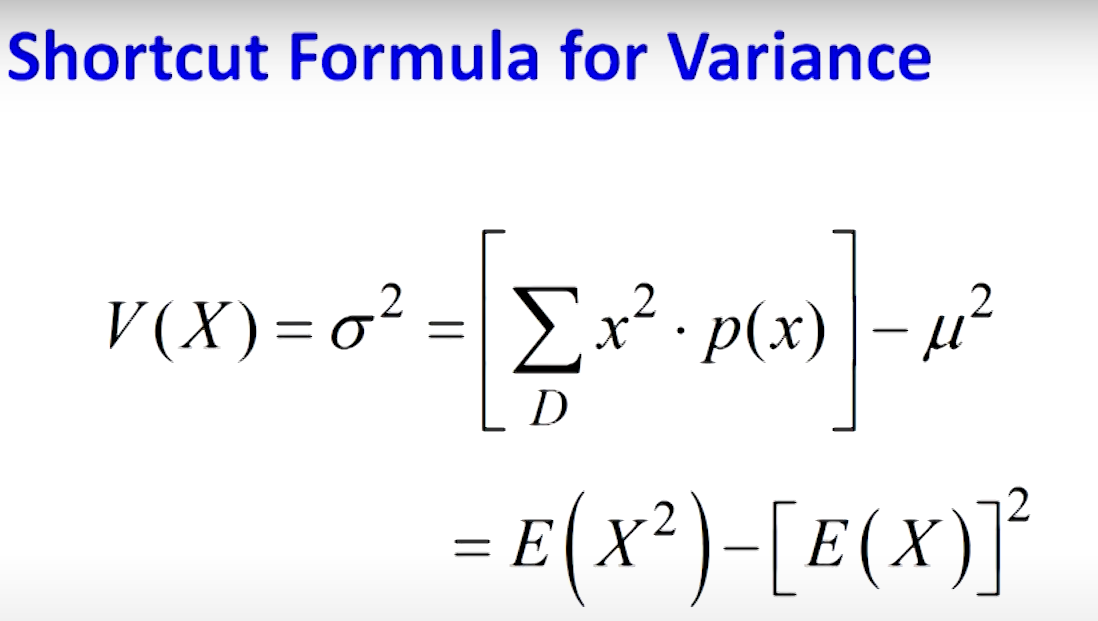 Shortcut Formula for Variance
V(X) = σ² = [∑_D x² · p(x)] − μ²
= E(X²) − [E(X)]²